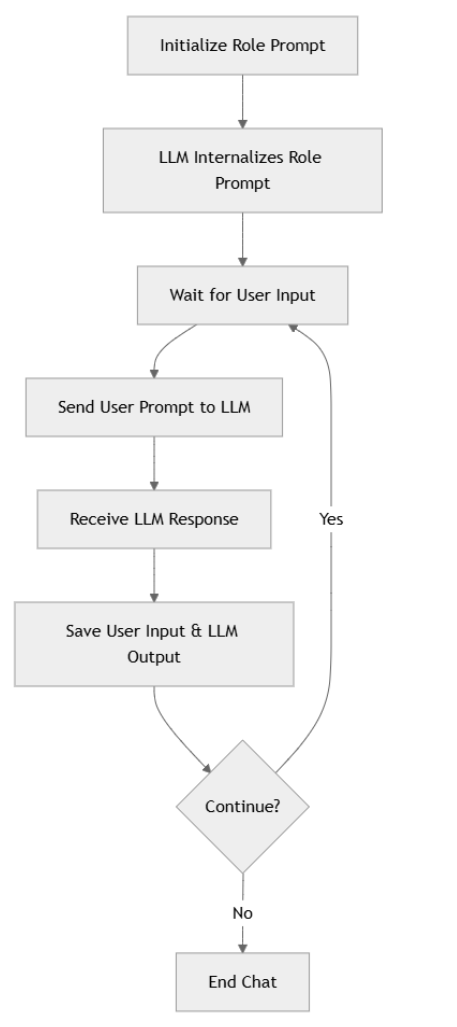 Initialize Role Prompt
LLM Internalizes Role
Prompt
Wait for User Input
Send User Prompt to LLM
Receive LLM Response
Yes
Save User Input & LLM
Output
Continue?
No
End Chat